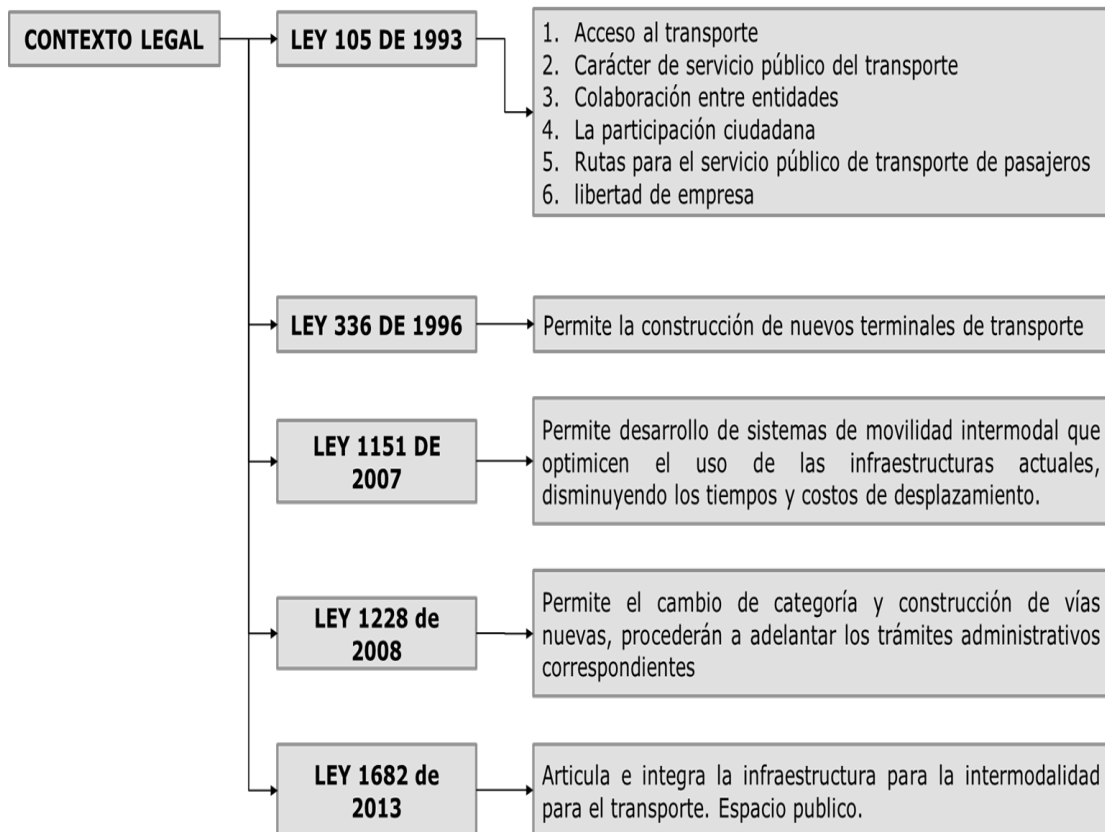 CONTEXTO LEGAL
LEY 105 DE 1993
1. Acceso al transporte
2. Carácter de servicio público del transporte
3. Colaboración entre entidades
4. La participación ciudadana
5. Rutas para el servicio público de transporte de pasajeros
6. libertad de empresa
LEY 336 DE 1996
Permite la construcción de nuevos terminales de transporte
LEY 1151 DE
2007
Permite desarrollo de sistemas de movilidad intermodal que
optimicen el uso de las infraestructuras actuales,
disminuyendo los tiempos y costos de desplazamiento.
LEY 1228 de
2008
Permite el cambio de categoría y construcción de vías
nuevas, procederán a adelantar los trámites administrativos
correspondientes
LEY 1682 de
2013
Articula e integra la infraestructura para la intermodalidad
para el transporte. Espacio publico.